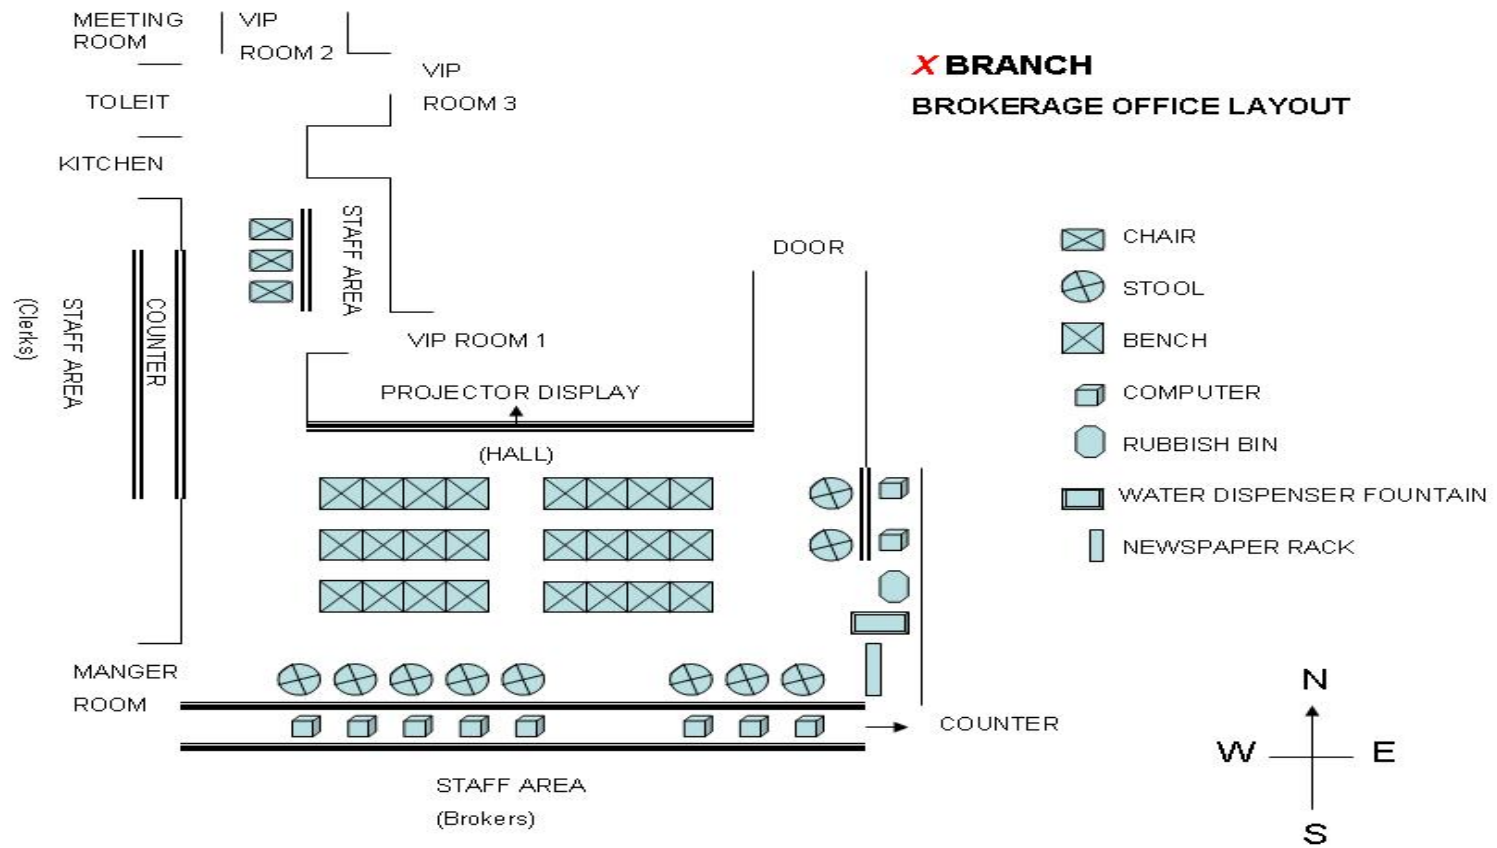 MEETING
ROOM
VIP
ROOM 2
VIP
ROOM 3
X BRANCH
BROKERAGE OFFICE LAYOUT
TOLEIT
KITCHEN
STAFF AREA
DOOR
CHAIR
STOOL
BENCH
COMPUTER
RUBBISH BIN
WATER DISPENSER FOUNTAIN
NEWSPAPER RACK
(Clerks)
STAFF AREA
COUNTER
VIP ROOM 1
PROJECTOR DISPLAY
(HALL)
MANGER
ROOM
COUNTER
STAFF AREA
(Brokers)
N
W
E
S